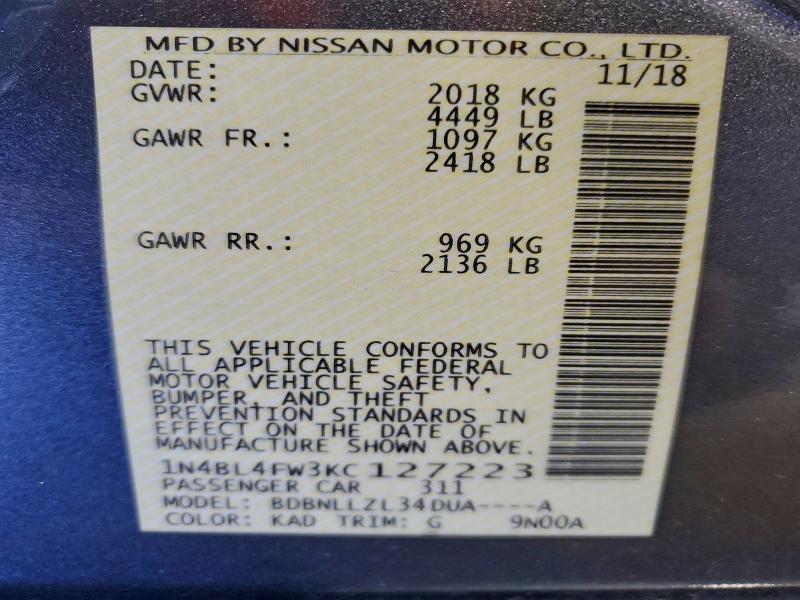 MFD BY NISSAN MOTOR CO., LTD.
DATE: 11/18
GVWR: 2018 KG
4449 LB
GAWR FR.: 1097 KG
2418 LB
GAWR RR.: 969 KG
2136 LB
THIS VEHICLE CONFORMS TO
ALL APPLICABLE FEDERAL
MOTOR VEHICLE SAFETY,
BUMPER, AND THEFT
PREVENTION STANDARDS IN
EFFECT ON THE DATE OF
MANUFACTURE SHOWN ABOVE.
1N4BL4FW3KC127223
PASSENGER CAR 311
MODEL: BDBNLLZL34DUA----A
COLOR: KAD TRIM: G 9N00A